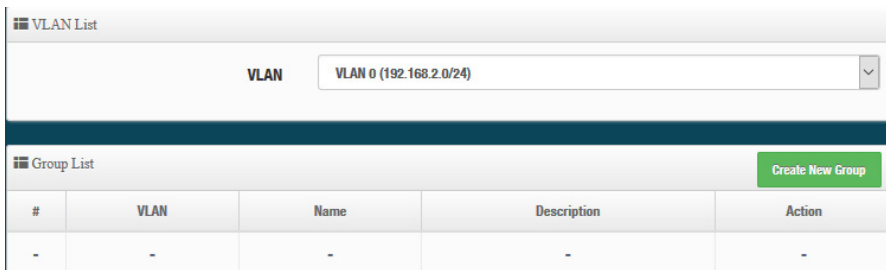 VLAN List
VLAN VLAN 0 (192.168.2.0/24)
Group List Create New Group
# VLAN Name Description Action
- - - - -